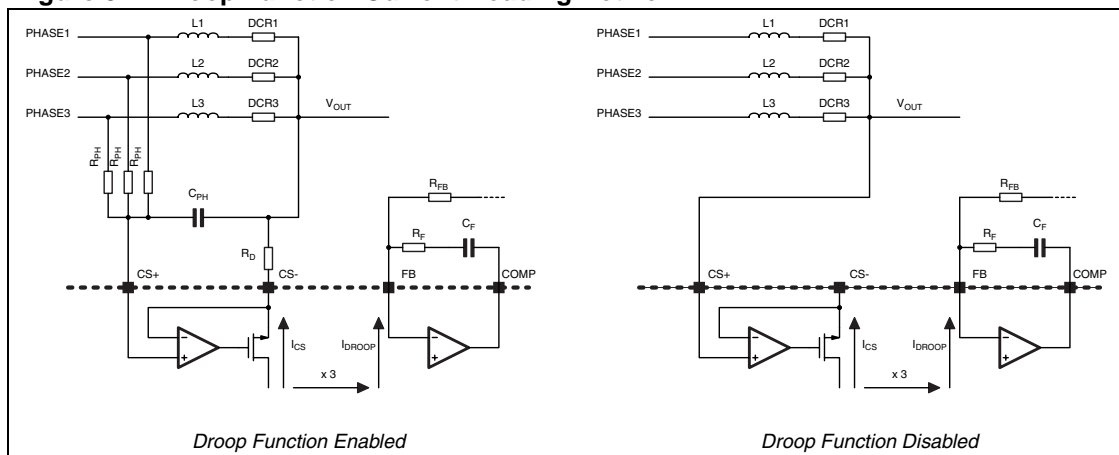 PHASE1
L1
DCR1
PHASE2
L2
DCR2
PHASE3
L3
DCR3
VOUT
RPH
RPH
RPH
CPH
RD
RFB
RF
CF
CS+
CS-
FB
COMP
ICS
IDROOP
x 3
Droop Function Enabled
PHASE1
L1
DCR1
PHASE2
L2
DCR2
PHASE3
L3
DCR3
VOUT
RFB
RF
CF
CS+
CS-
FB
COMP
ICS
IDROOP
x 3
Droop Function Disabled